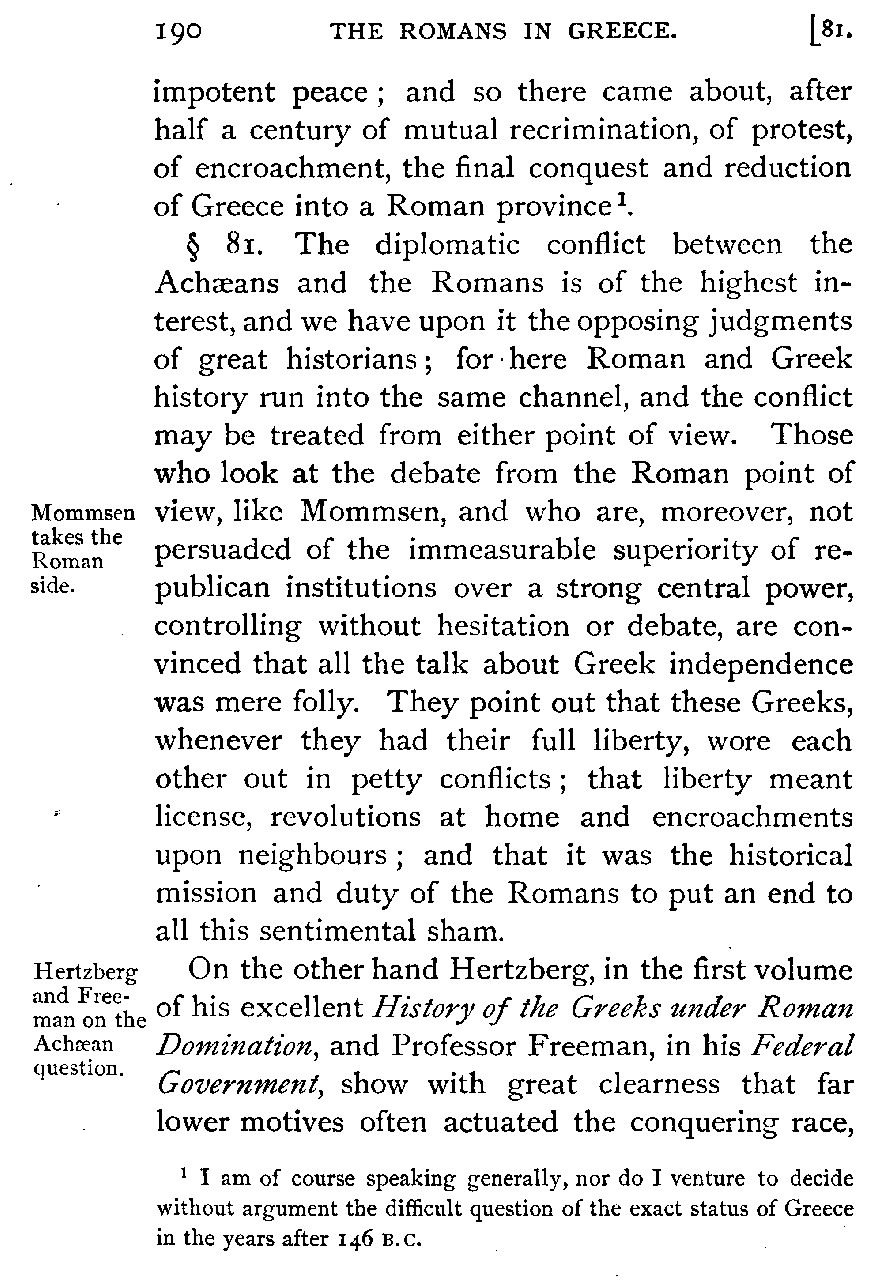 190 THE ROMANS IN GREECE. [81.
impotent peace ; and so there came about, after
half a century of mutual recrimination, of protest,
of encroachment, the final conquest and reduction
of Greece into a Roman province ¹.
§ 81. The diplomatic conflict between the
Achæans and the Romans is of the highest in-
terest, and we have upon it the opposing judgments
of great historians ; for here Roman and Greek
history run into the same channel, and the conflict
may be treated from either point of view. Those
who look at the debate from the Roman point of
Mommsen
takes the
Roman
side.
view, like Mommsen, and who are, moreover, not
persuaded of the immeasurable superiority of re-
publican institutions over a strong central power,
controlling without hesitation or debate, are con-
vinced that all the talk about Greek independence
was mere folly. They point out that these Greeks,
whenever they had their full liberty, wore each
other out in petty conflicts ; that liberty meant
license, revolutions at home and encroachments
upon neighbours ; and that it was the historical
mission and duty of the Romans to put an end to
all this sentimental sham.
Hertzberg
and Free-
man on the
Achæan
question.
On the other hand Hertzberg, in the first volume
of his excellent History of the Greeks under Roman
Domination, and Professor Freeman, in his Federal
Government, show with great clearness that far
lower motives often actuated the conquering race,
¹ I am of course speaking generally, nor do I venture to decide
without argument the difficult question of the exact status of Greece
in the years after 146 B.C.